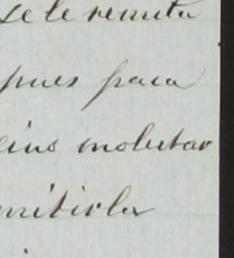 se le remita
pues para
molestar
mitirla